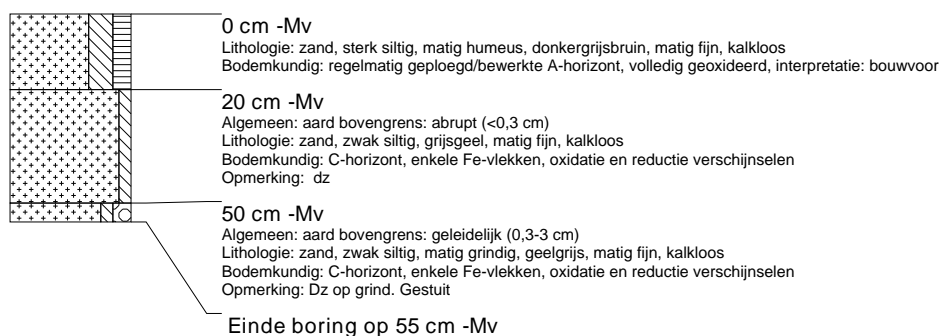 0 cm -Mv
Lithologie: zand, sterk siltig, matig humeus, donkergrijsbruin, matig fijn, kalkloos
Bodemkundig: regelmatig geploegd/bewerkte A-horizont, volledig geoxideerd, interpretatie: bouwvoor
20 cm -Mv
Algemeen: aard bovengrens: abrupt (<0,3 cm)
Lithologie: zand, zwak siltig, grijsgeel, matig fijn, kalkloos
Bodemkundig: C-horizont, enkele Fe-vlekken, oxidatie en reductie verschijnselen
Opmerking: dz
50 cm -Mv
Algemeen: aard bovengrens: geleidelijk (0,3-3 cm)
Lithologie: zand, zwak siltig, matig grindig, geelgrijs, matig fijn, kalkloos
Bodemkundig: C-horizont, enkele Fe-vlekken, oxidatie en reductie verschijnselen
Opmerking: Dz op grind. Gestuit
Einde boring op 55 cm -Mv